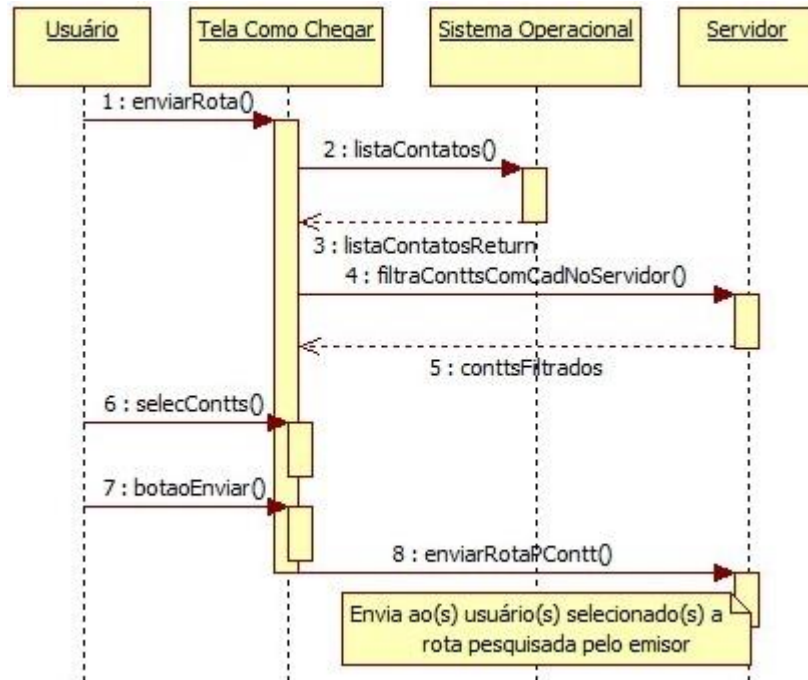 Usuário
Tela Como Chegar
Sistema Operacional
Servidor
1 : enviarRota()
2 : listaContatos()
3 : listaContatosReturn
4 : filtraConttsComCadNoServidor()
5 : conttsFiltrados
6 : selecContts()
7 : botaoEnviar()
8 : enviarRotaPContt()
Envia ao(s) usuário(s) selecionado(s) a
rota pesquisada pelo emisor